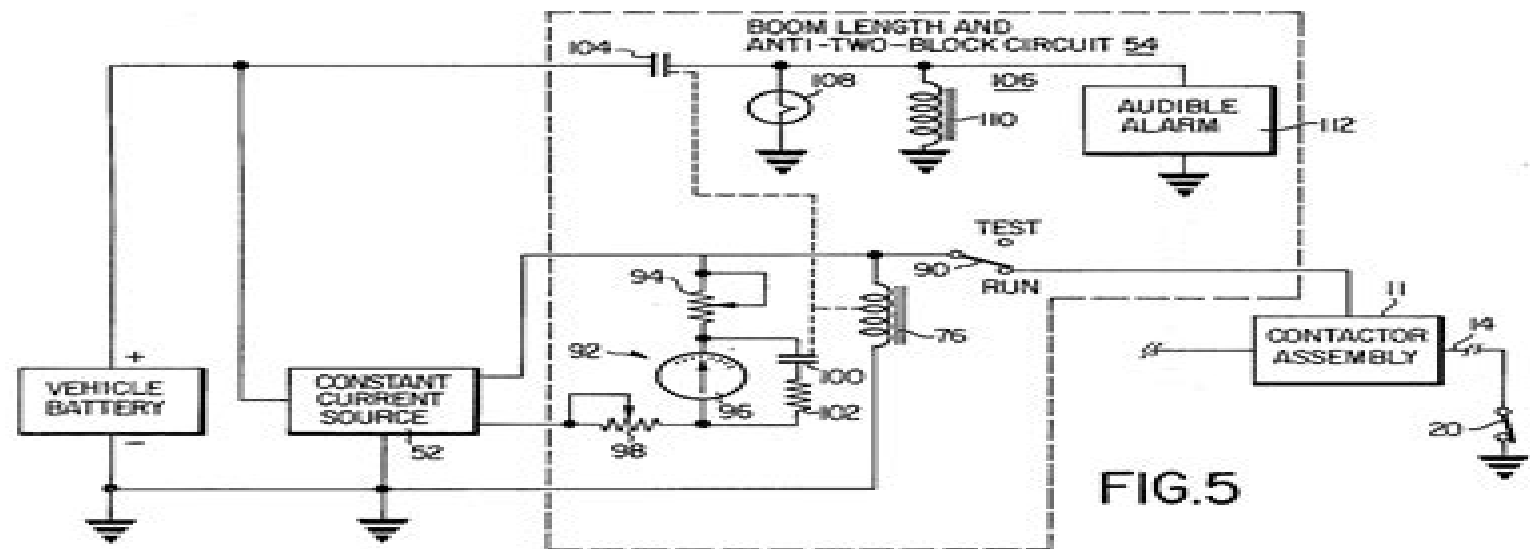 BOOM LENGTH AND
ANTI-TWO-BLOCK CIRCUIT 54
104
108
106
110
AUDIBLE
ALARM
112
TEST
94
90
RUN
11
92
76
14
CONTACTOR
ASSEMBLY
100
+
VEHICLE
BATTERY
-
CONSTANT
CURRENT
SOURCE
96
102
52
98
20
FIG.5